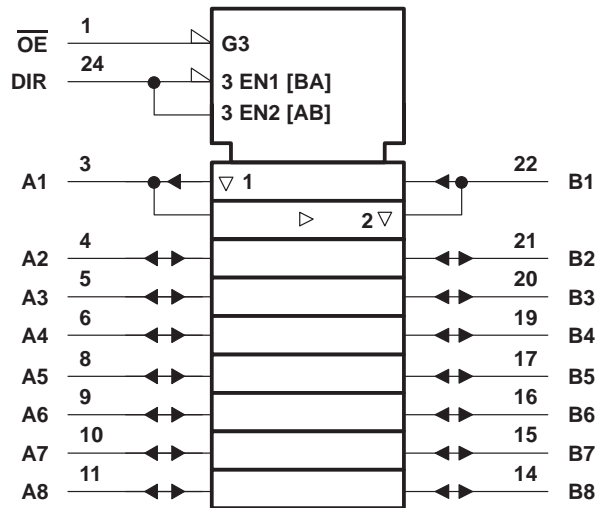 1
OE G3
24
DIR 3 EN1 [BA]
3 EN2 [AB]
3 22
A1 1 B1
2
4 21
A2 B2
5 20
A3 B3
6 19
A4 B4
8 17
A5 B5
9 16
A6 B6
10 15
A7 B7
11 14
A8 B8